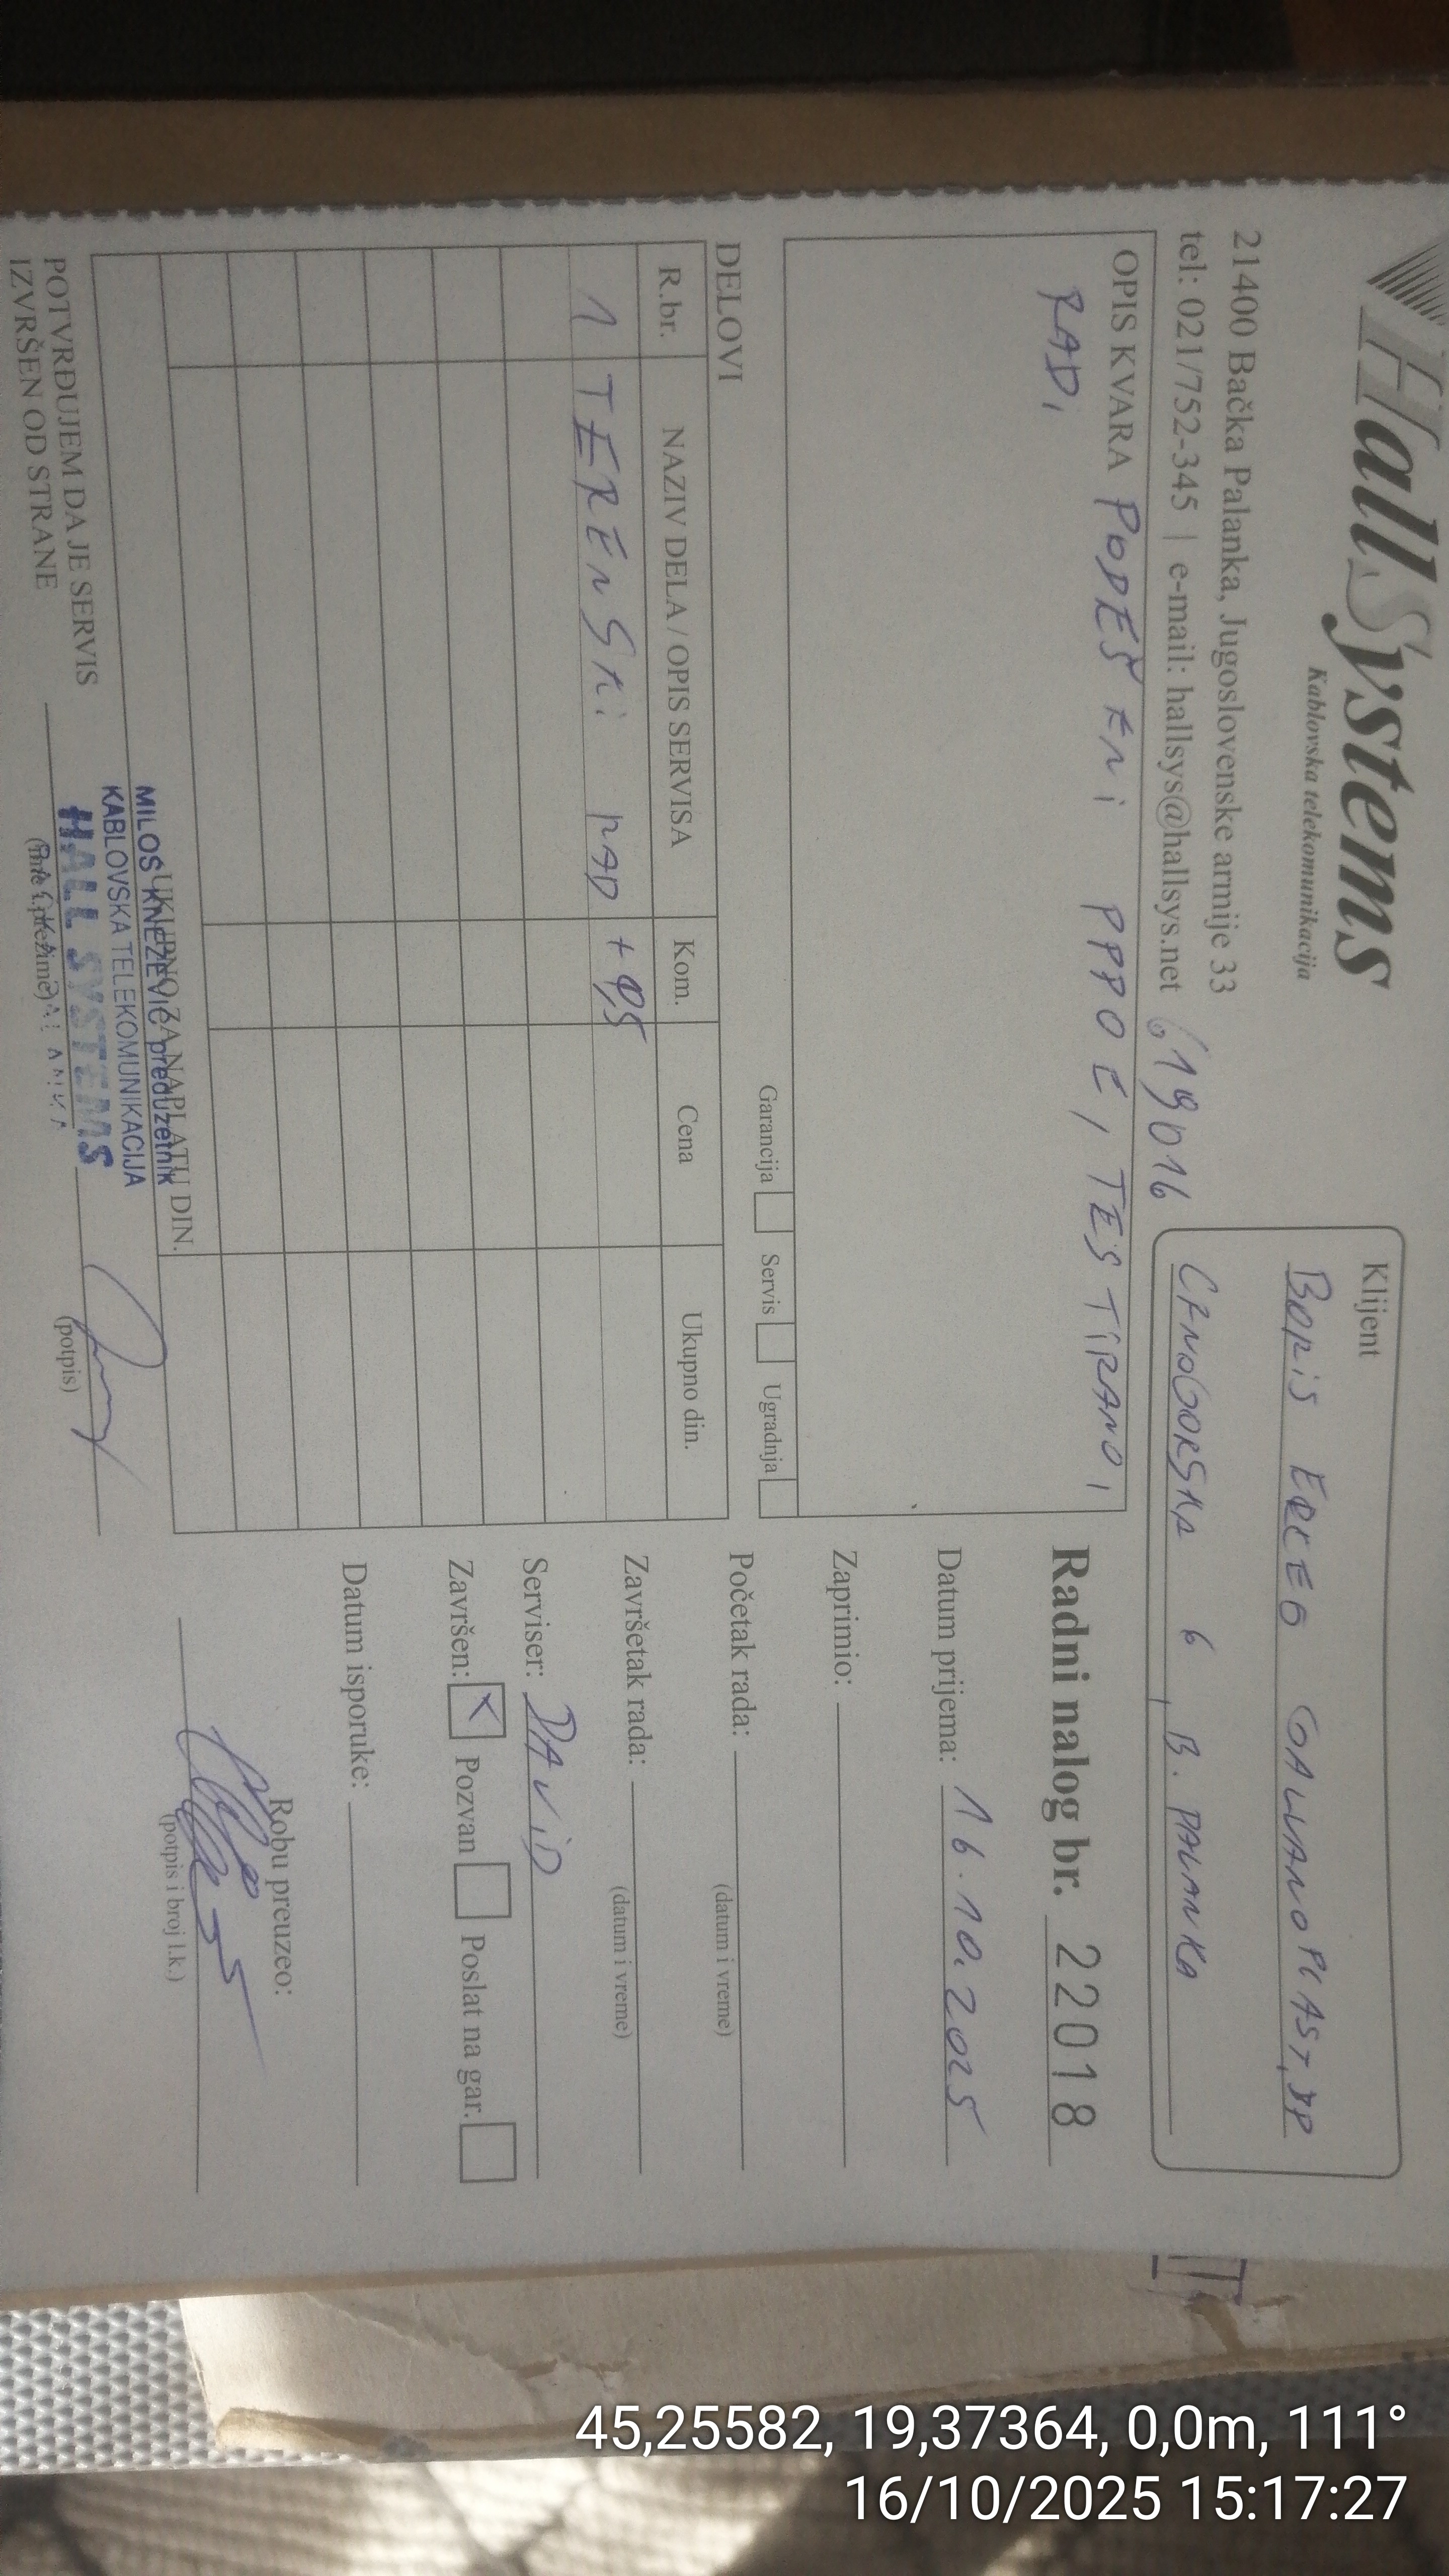 HallSystems
Kablovska telekomunikacija
21400 Bačka Palanka, Jugoslovenske armije 33
tel: 021/752-345 | e-mail: hallsys@hallsys.net
Klijent
BORIS GALVANOPLAST, BP
CRNOGORSKA 6, B. PALANKA
OPIS KVARA PODEŠENI PPPOE, TESTIRANO,
RADI
Garancija Servis Ugradnja
DELOVI
R.br. NAZIV DELA / OPIS SERVISA Kom. Cena Ukupno din.
1 TERENSKI RAD +
UKUPNO ZA NAPLATU DIN.
MILOŠ KNEŽEVIĆ preduzetnik
KABLOVSKA TELEKOMUNIKACIJA
HALL SYSTEMS
POTVRĐUJEM DA JE SERVIS
IZVRŠEN OD STRANE
(Ime i prezime)
(potpis)
Radni nalog br. 22018
Datum prijema: 16.10.2025
Zaprimio:
Početak rada:
(datum i vreme)
Završetak rada:
(datum i vreme)
Serviser: DAVID
Završen: Pozvan Poslat na gar.
Datum isporuke:
Robu preuzeo:
(potpis i broj l.k.)
45,25582, 19,37364, 0,0m, 111°
16/10/2025 15:17:27